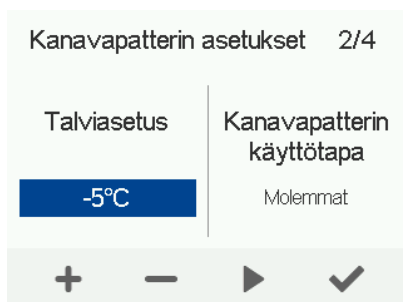 Kanavapatterin asetukset 2/4
Talviasetus
-5°C
Kanavapatterin
käyttötapa
Molemmat